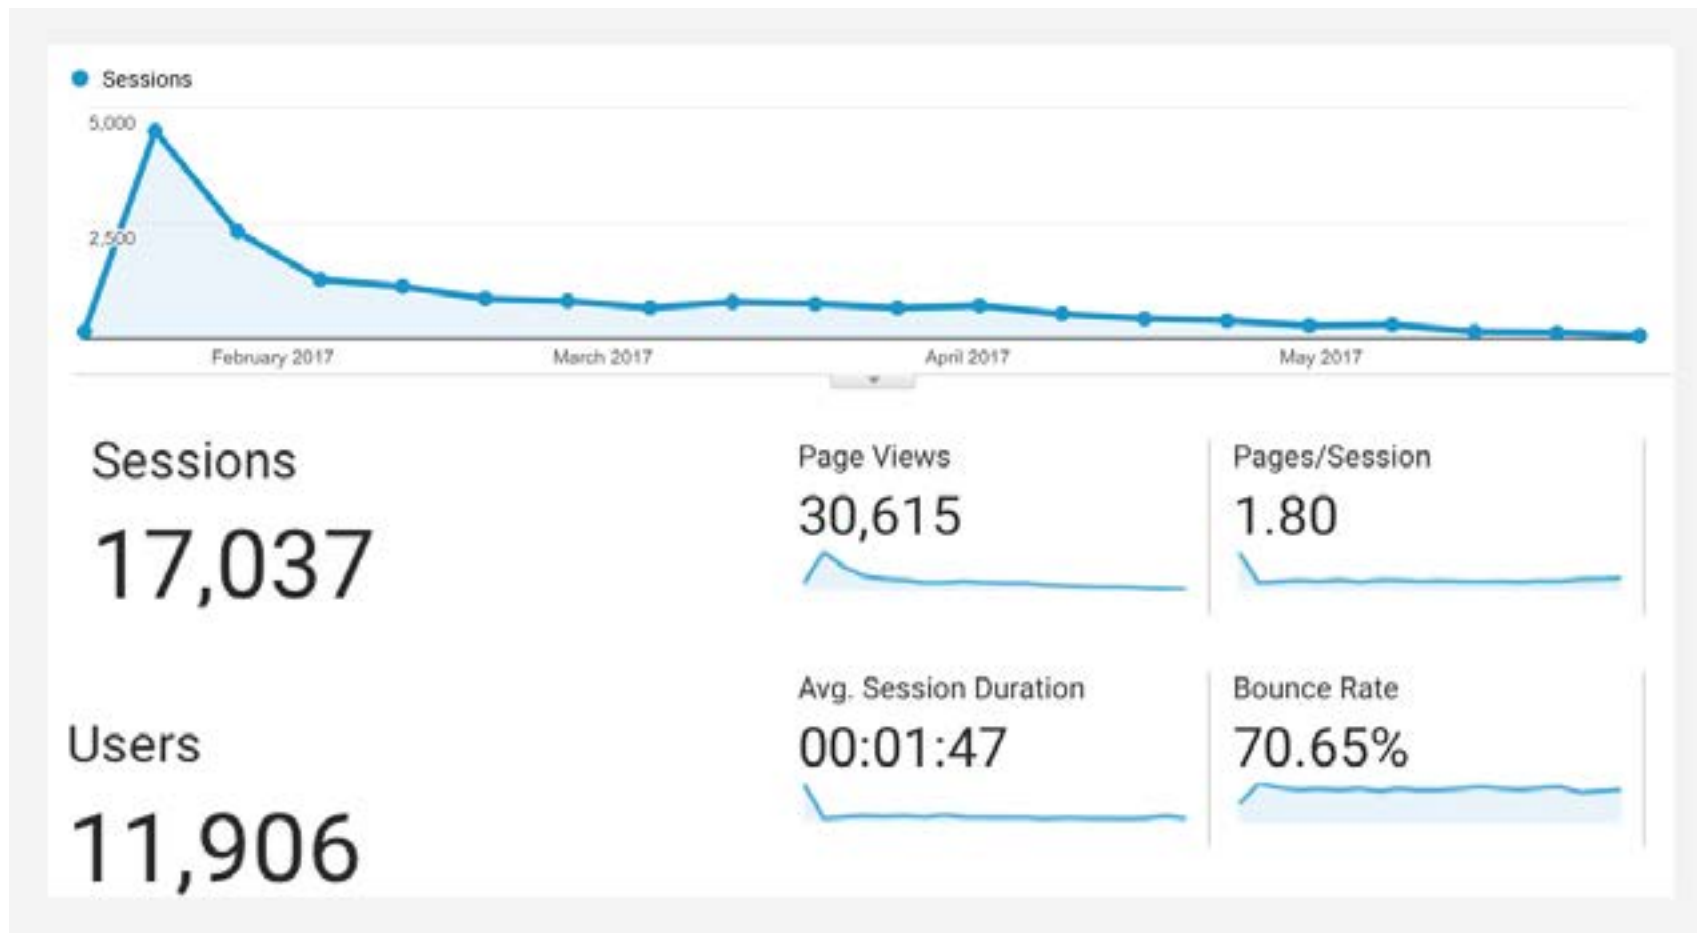 Sessions
5,000
2,500
February 2017
March 2017
April 2017
May 2017
Sessions
17,037
Page Views
30,615
Pages/Session
1.80
Users
11,906
Avg. Session Duration
00:01:47
Bounce Rate
70.65%